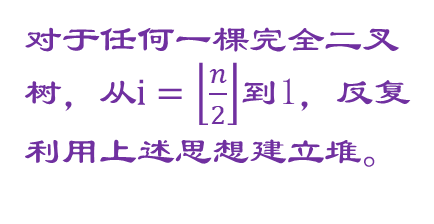 对于任何一棵完全二叉
树，从i = ⌊n/2⌋到1，反复
利用上述思想建立堆。